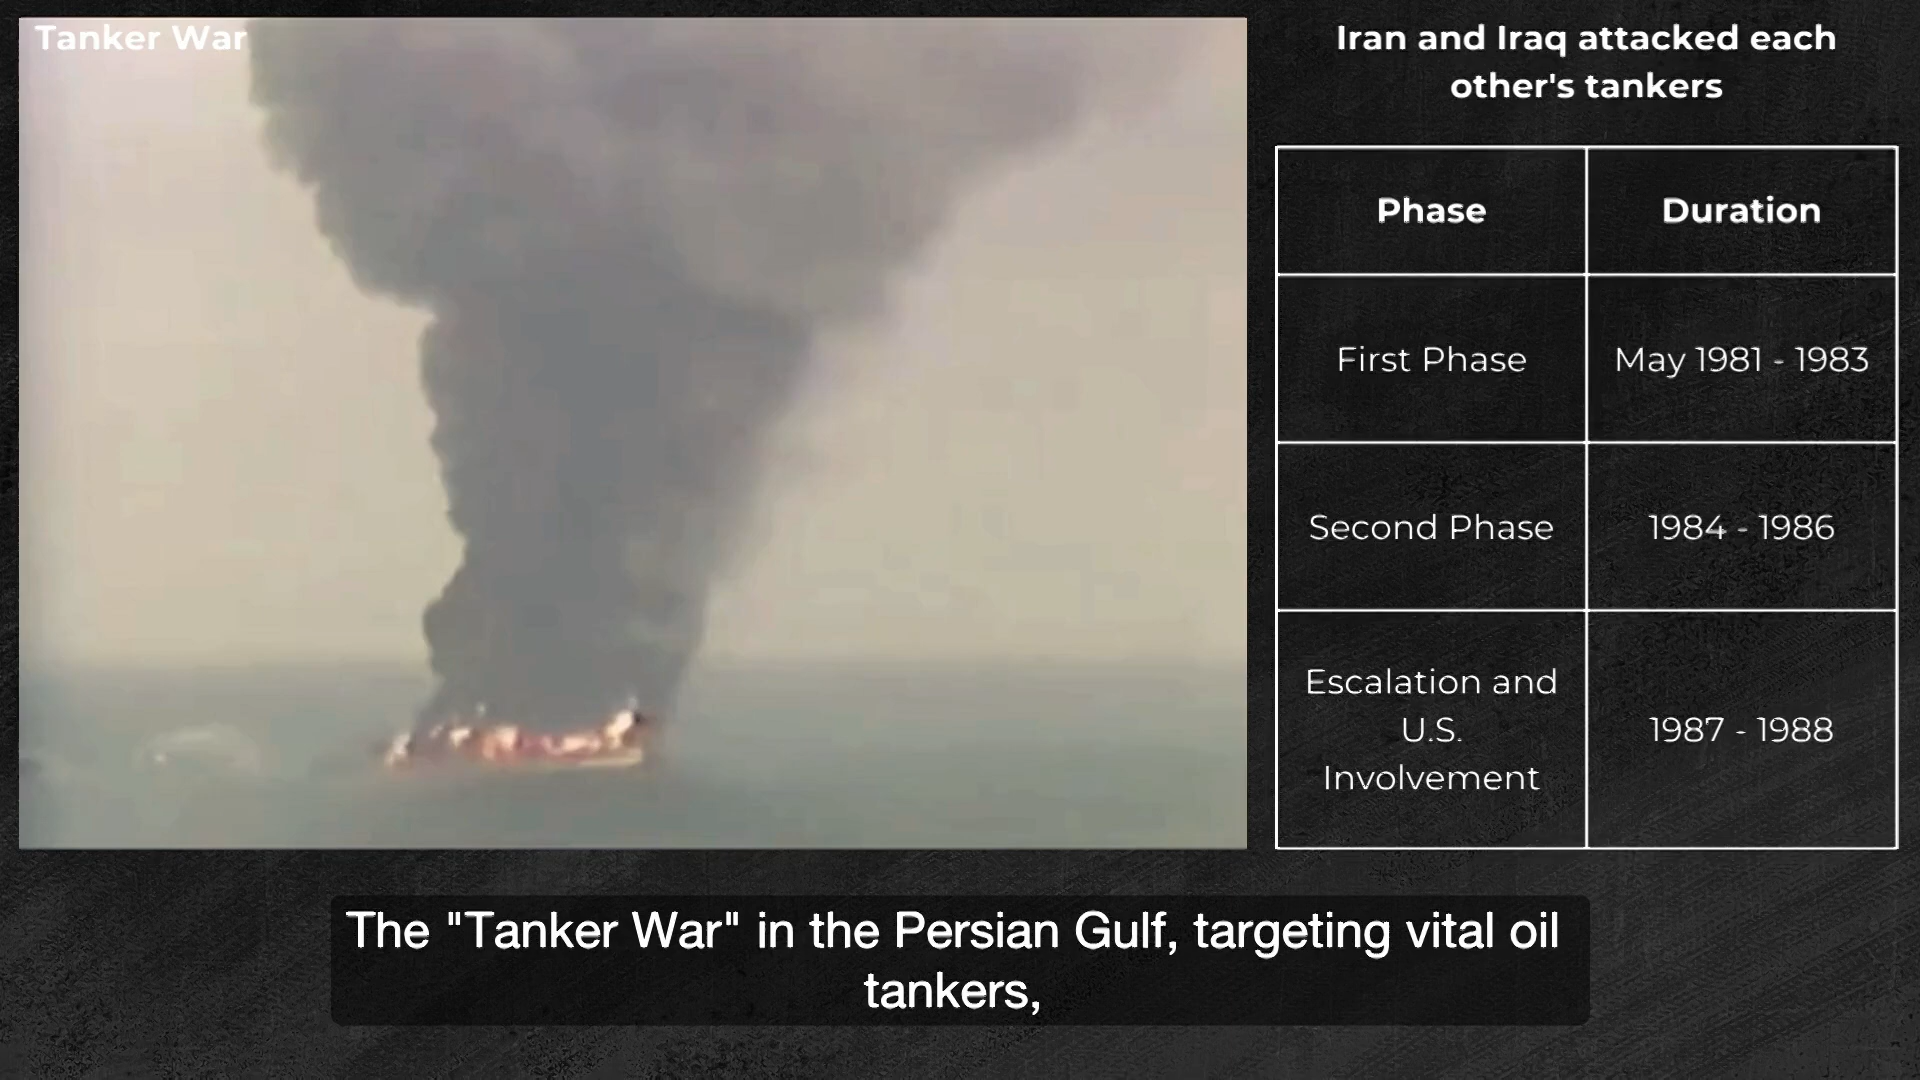 Tanker War
Iran and Iraq attacked each
other's tankers
Phase
Duration
First Phase
May 1981 - 1983
Second Phase
1984 - 1986
Escalation and
U.S.
Involvement
1987 - 1988
The "Tanker War" in the Persian Gulf, targeting vital oil
tankers,